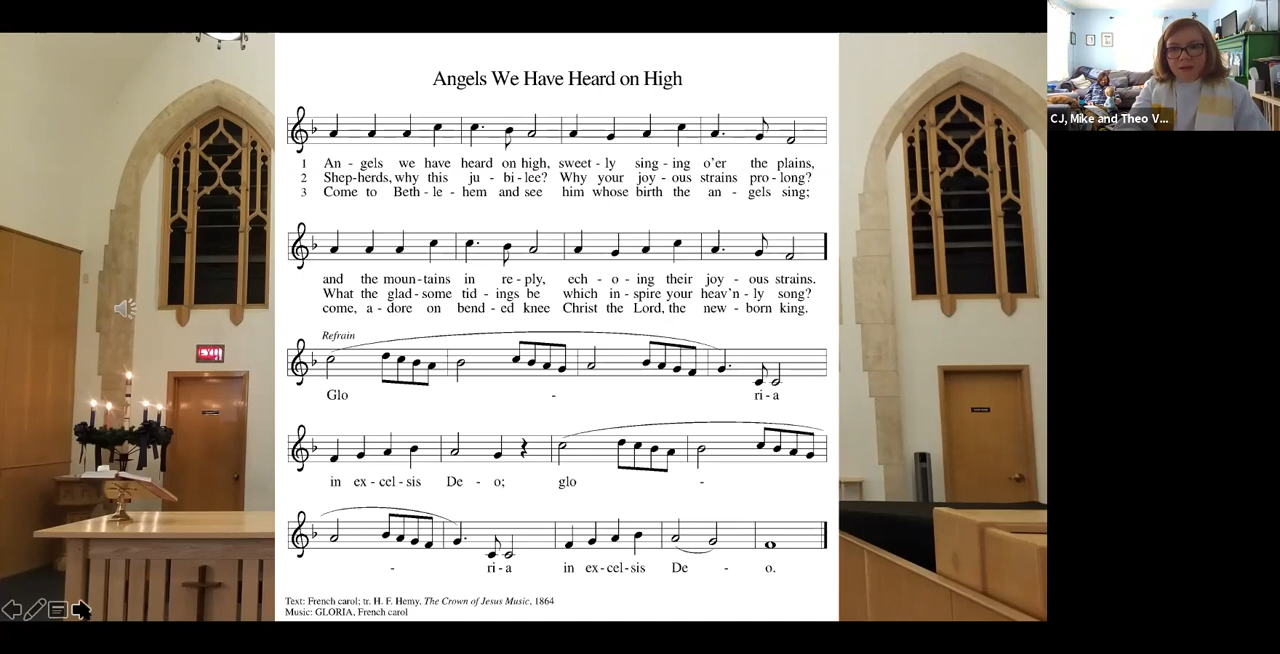 Angels We Have Heard on High
1 An - gels we have heard on high, sweet - ly sing - ing o'er the plains,
2 Shep-herds, why this ju - bi - lee? Why your joy - ous strains pro - long?
3 Come to Beth - le - hem and see him whose birth the an - gels sing;
and the moun - tains in re - ply, ech - o - ing their joy - ous strains.
What the glad - some tid - ings be which in - spire your heav'n - ly song?
come, a - dore on bend - ed knee Christ the Lord, the new - born king.
Refrain
Glo - ri - a
in ex - cel - sis De - o; glo -
- ri - a in ex - cel - sis De - o.
Text: French carol; tr. H. F. Hemy, The Crown of Jesus Music, 1864
Music: GLORIA, French carol
EXIT
CJ, Mike and Theo V...